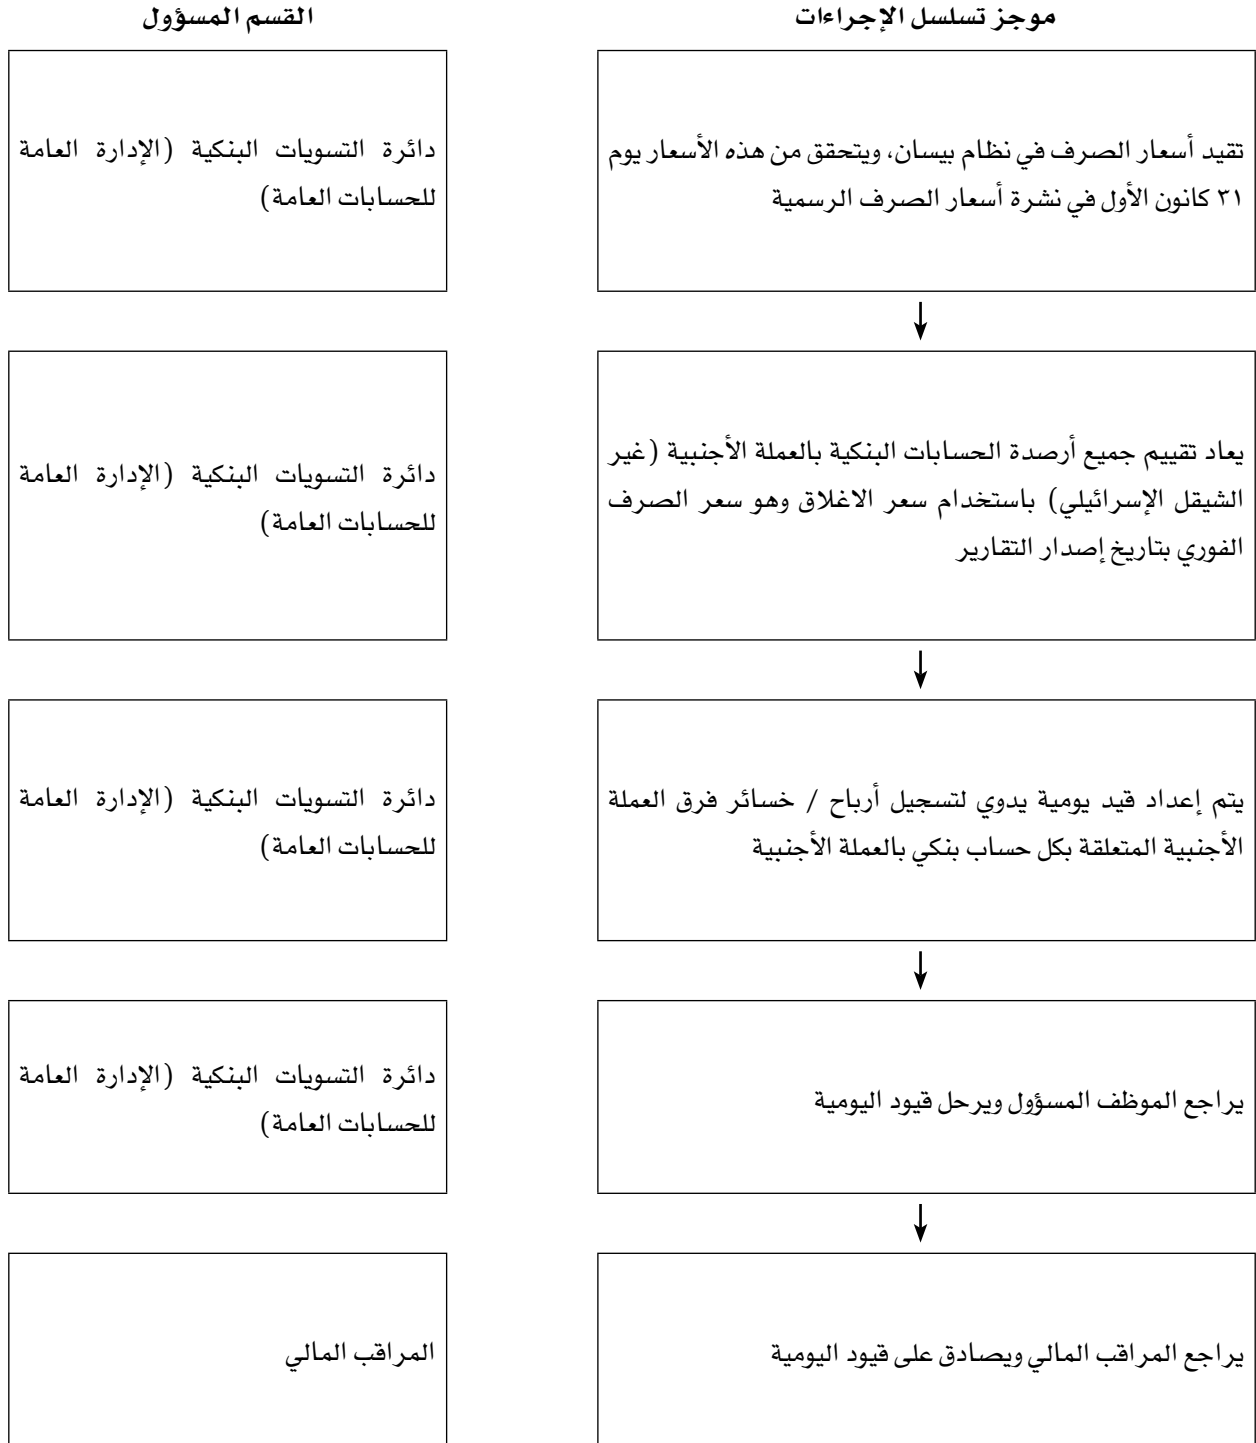 موجز تسلسل الإجراءات
القسم المسؤول
تقيد أسعار الصرف في نظام بيسان، ويتحقق من هذه الأسعار يوم
٣١ كانون الأول في نشرة أسعار الصرف الرسمية
دائرة التسويات البنكية (الإدارة العامة
للحسابات العامة)
يعاد تقييم جميع أرصدة الحسابات البنكية بالعملة الأجنبية (غير
الشيقل الإسرائيلي) باستخدام سعر الاغلاق وهو سعر الصرف
الفوري بتاريخ إصدار التقارير
دائرة التسويات البنكية (الإدارة العامة
للحسابات العامة)
يتم إعداد قيد يومية يدوي لتسجيل أرباح / خسائر فرق العملة
الأجنبية المتعلقة بكل حساب بنكي بالعملة الأجنبية
دائرة التسويات البنكية (الإدارة العامة
للحسابات العامة)
يراجع الموظف المسؤول ويرحل قيود اليومية
دائرة التسويات البنكية (الإدارة العامة
للحسابات العامة)
يراجع المراقب المالي ويصادق على قيود اليومية
المراقب المالي